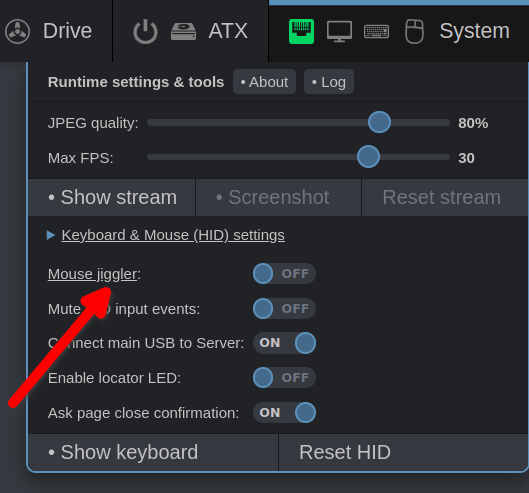 Drive ATX System
Runtime settings & tools • About • Log
JPEG quality: 80%
Max FPS: 30
• Show stream • Screenshot Reset stream
Keyboard & Mouse (HID) settings
Mouse jiggler: OFF
Mute input events: OFF
Connect main USB to Server: ON
Enable locator LED: OFF
Ask page close confirmation: ON
• Show keyboard Reset HID